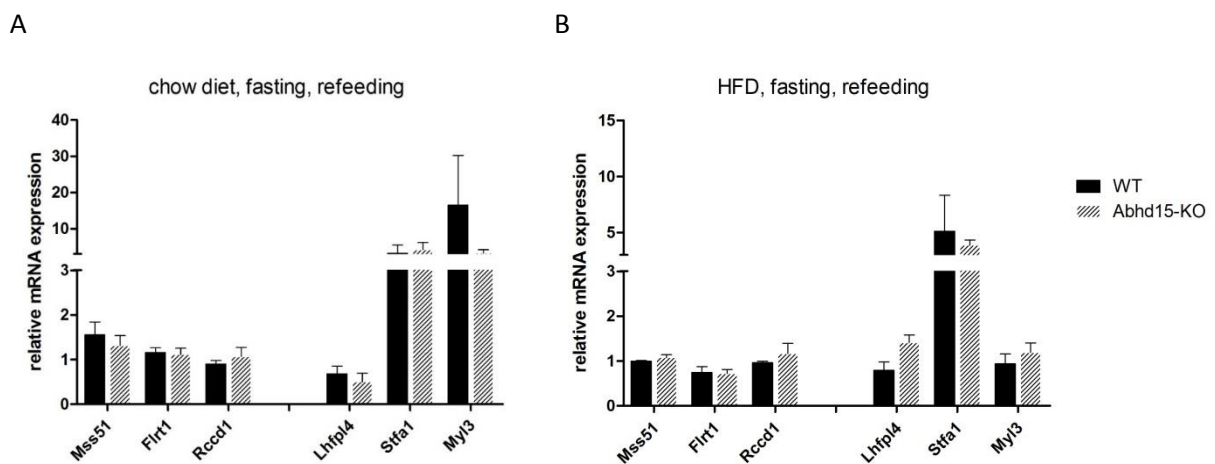 A
B
chow diet, fasting, refeeding
HFD, fasting, refeeding
relative mRNA expression
40
30
20
10
3
2
1
0
Mss51
Flrt1
Rccd1
Lhfpl4
Stfa1
Myl3
relative mRNA expression
15
10
5
3
2
1
0
Mss51
Flrt1
Rccd1
Lhfpl4
Stfa1
Myl3
WT
Abhd15-KO